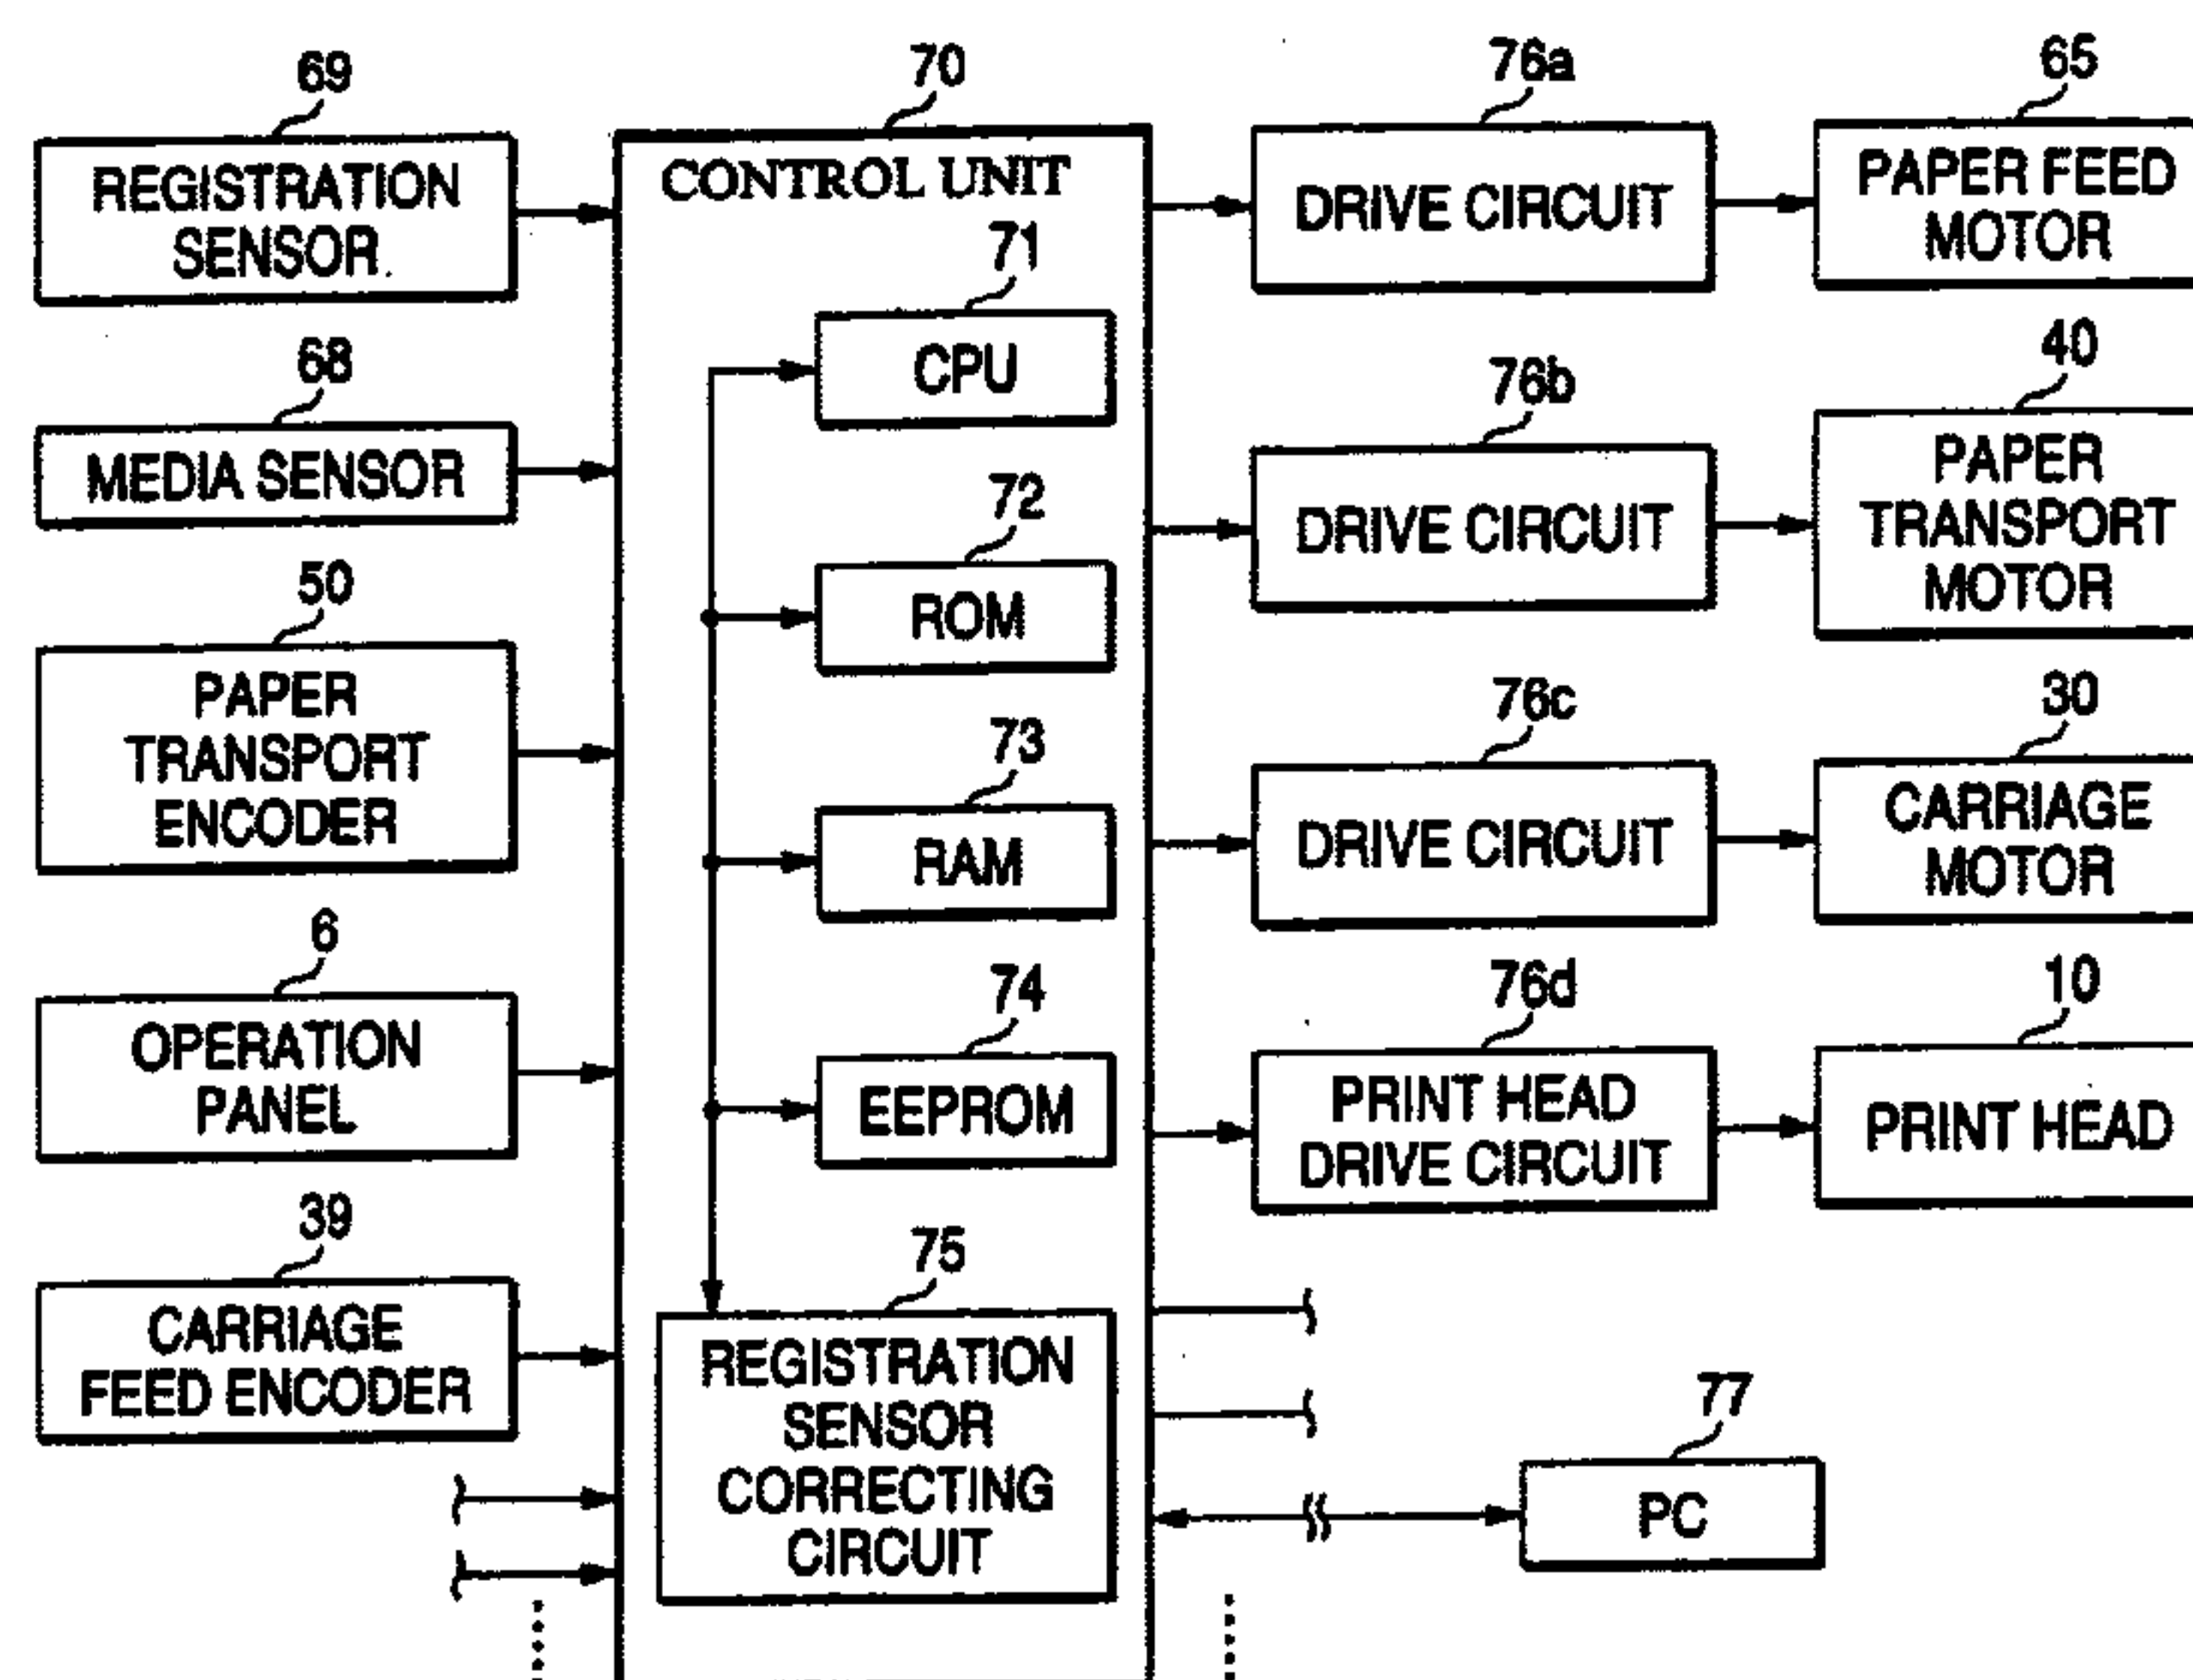 69
REGISTRATION
SENSOR
68
MEDIA SENSOR
50
PAPER
TRANSPORT
ENCODER
6
OPERATION
PANEL
39
CARRIAGE
FEED ENCODER
70
CONTROL UNIT
71
CPU
72
ROM
73
RAM
74
EEPROM
75
REGISTRATION
SENSOR
CORRECTING
CIRCUIT
76a
DRIVE CIRCUIT
76b
DRIVE CIRCUIT
76c
DRIVE CIRCUIT
76d
PRINT HEAD
DRIVE CIRCUIT
65
PAPER FEED
MOTOR
40
PAPER
TRANSPORT
MOTOR
30
CARRIAGE
MOTOR
10
PRINT HEAD
77
PC